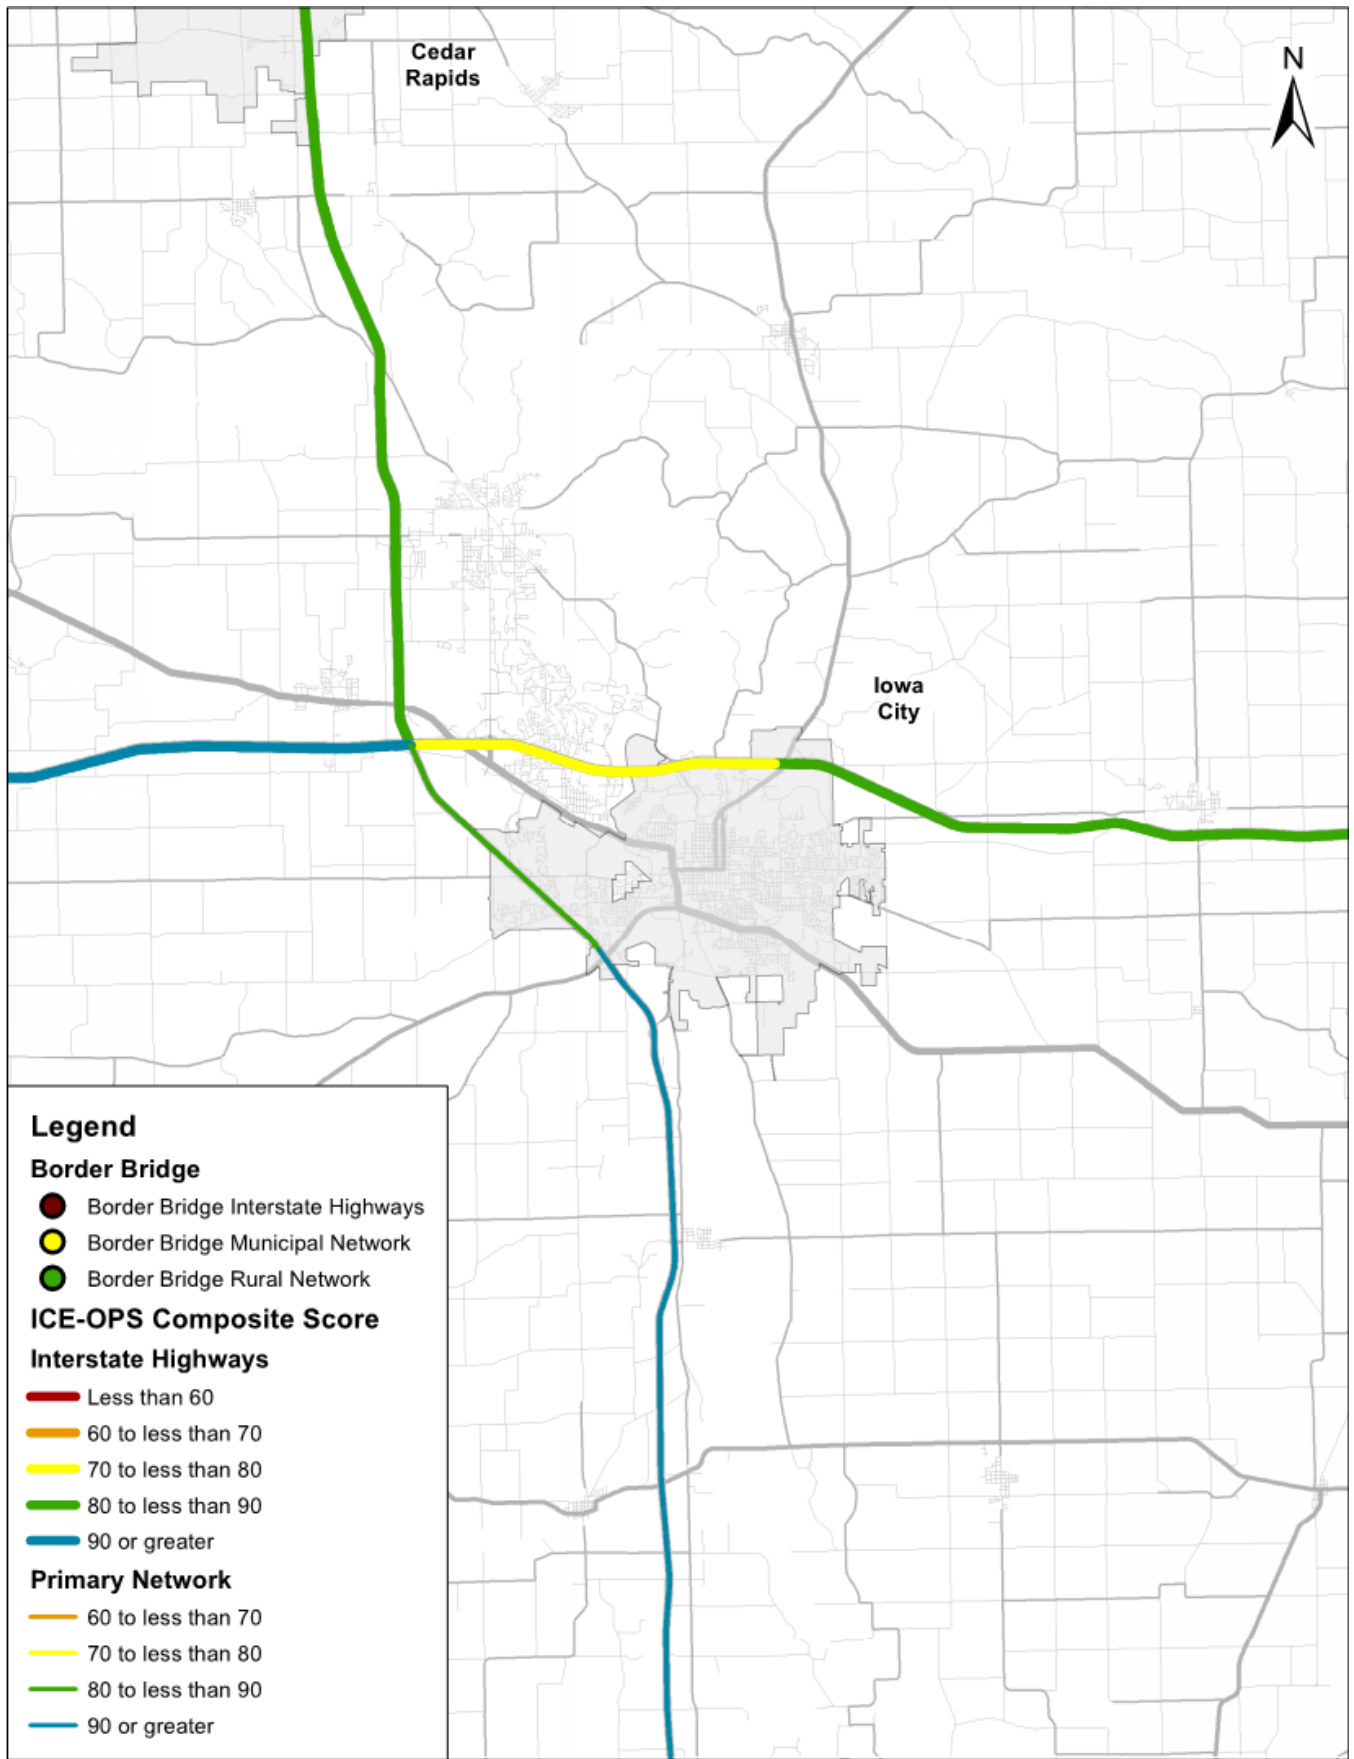 Cedar
Rapids
N
Iowa
City
Legend
Border Bridge
Border Bridge Interstate Highways
Border Bridge Municipal Network
Border Bridge Rural Network
ICE-OPS Composite Score
Interstate Highways
Less than 60
60 to less than 70
70 to less than 80
80 to less than 90
90 or greater
Primary Network
60 to less than 70
70 to less than 80
80 to less than 90
90 or greater